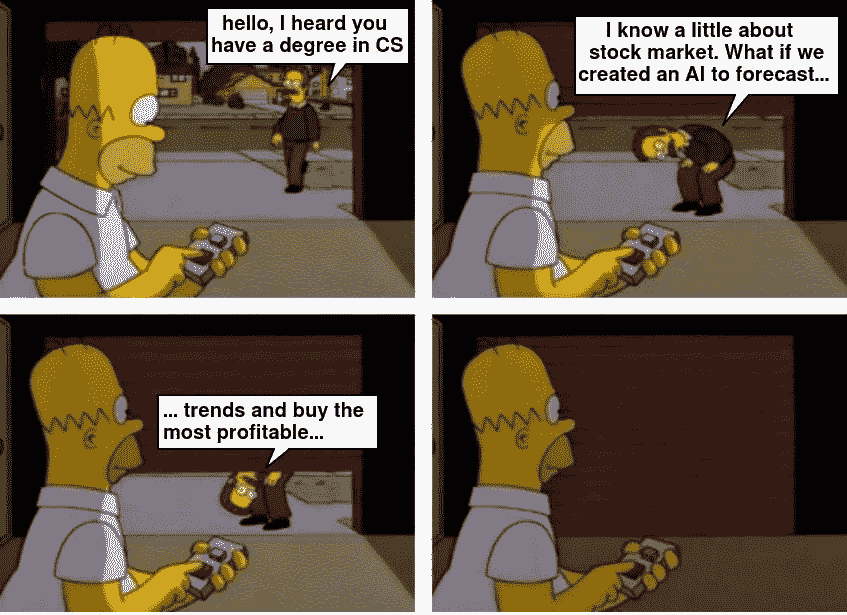 hello, I heard you
have a degree in CS
I know a little about
stock market. What if we
created an AI to forecast...
... trends and buy the
most profitable...